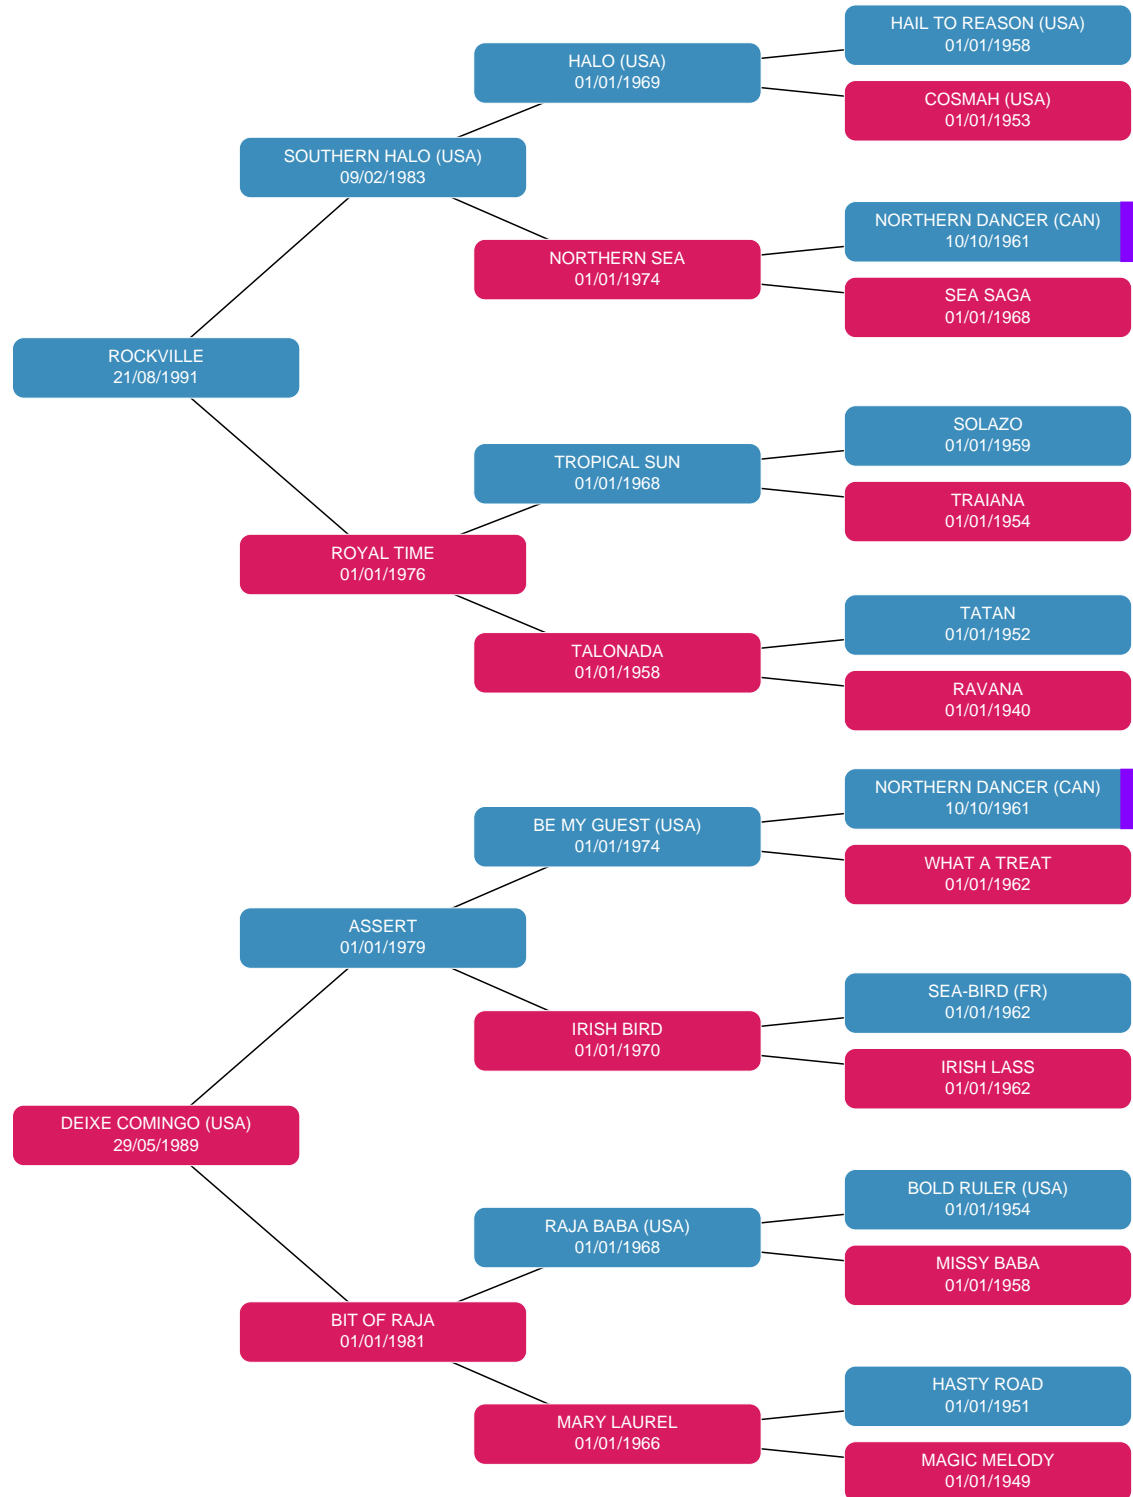 HAIL TO REASON (USA)
01/01/1958
HALO (USA)
01/01/1969
COSMAH (USA)
01/01/1953
SOUTHERN HALO (USA)
09/02/1983
NORTHERN DANCER (CAN)
10/10/1961
NORTHERN SEA
01/01/1974
SEA SAGA
01/01/1968
ROCKVILLE
21/08/1991
SOLAZO
01/01/1959
TROPICAL SUN
01/01/1968
TRAIANA
01/01/1954
ROYAL TIME
01/01/1976
TATAN
01/01/1952
TALONADA
01/01/1958
RAVANA
01/01/1940
NORTHERN DANCER (CAN)
10/10/1961
BE MY GUEST (USA)
01/01/1974
WHAT A TREAT
01/01/1962
ASSERT
01/01/1979
SEA-BIRD (FR)
01/01/1962
IRISH BIRD
01/01/1970
IRISH LASS
01/01/1962
DEIXE COMINGO (USA)
29/05/1989
BOLD RULER (USA)
01/01/1954
RAJA BABA (USA)
01/01/1968
MISSY BABA
01/01/1958
BIT OF RAJA
01/01/1981
HASTY ROAD
01/01/1951
MARY LAUREL
01/01/1966
MAGIC MELODY
01/01/1949